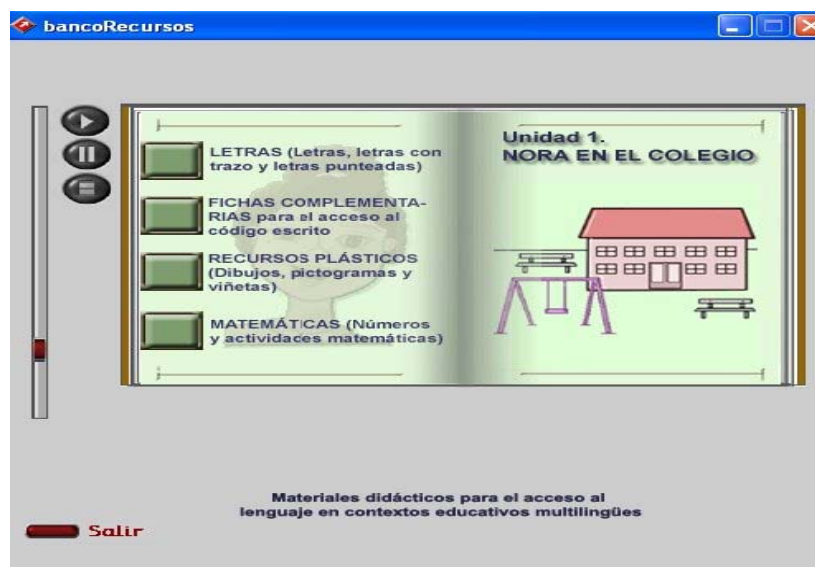 bancoRecursos
LETRAS (Letras, letras con
trazo y letras punteadas)
FICHAS COMPLEMENTA-
RIAS para el acceso al
código escrito
RECURSOS PLÁSTICOS
(Dibujos, pictogramas y
viñetas)
MATEMÁTICAS (Números
y actividades matemáticas)
Unidad 1.
NORA EN EL COLEGIO
Materiales didácticos para el acceso al
lenguaje en contextos educativos multilingües
Salir